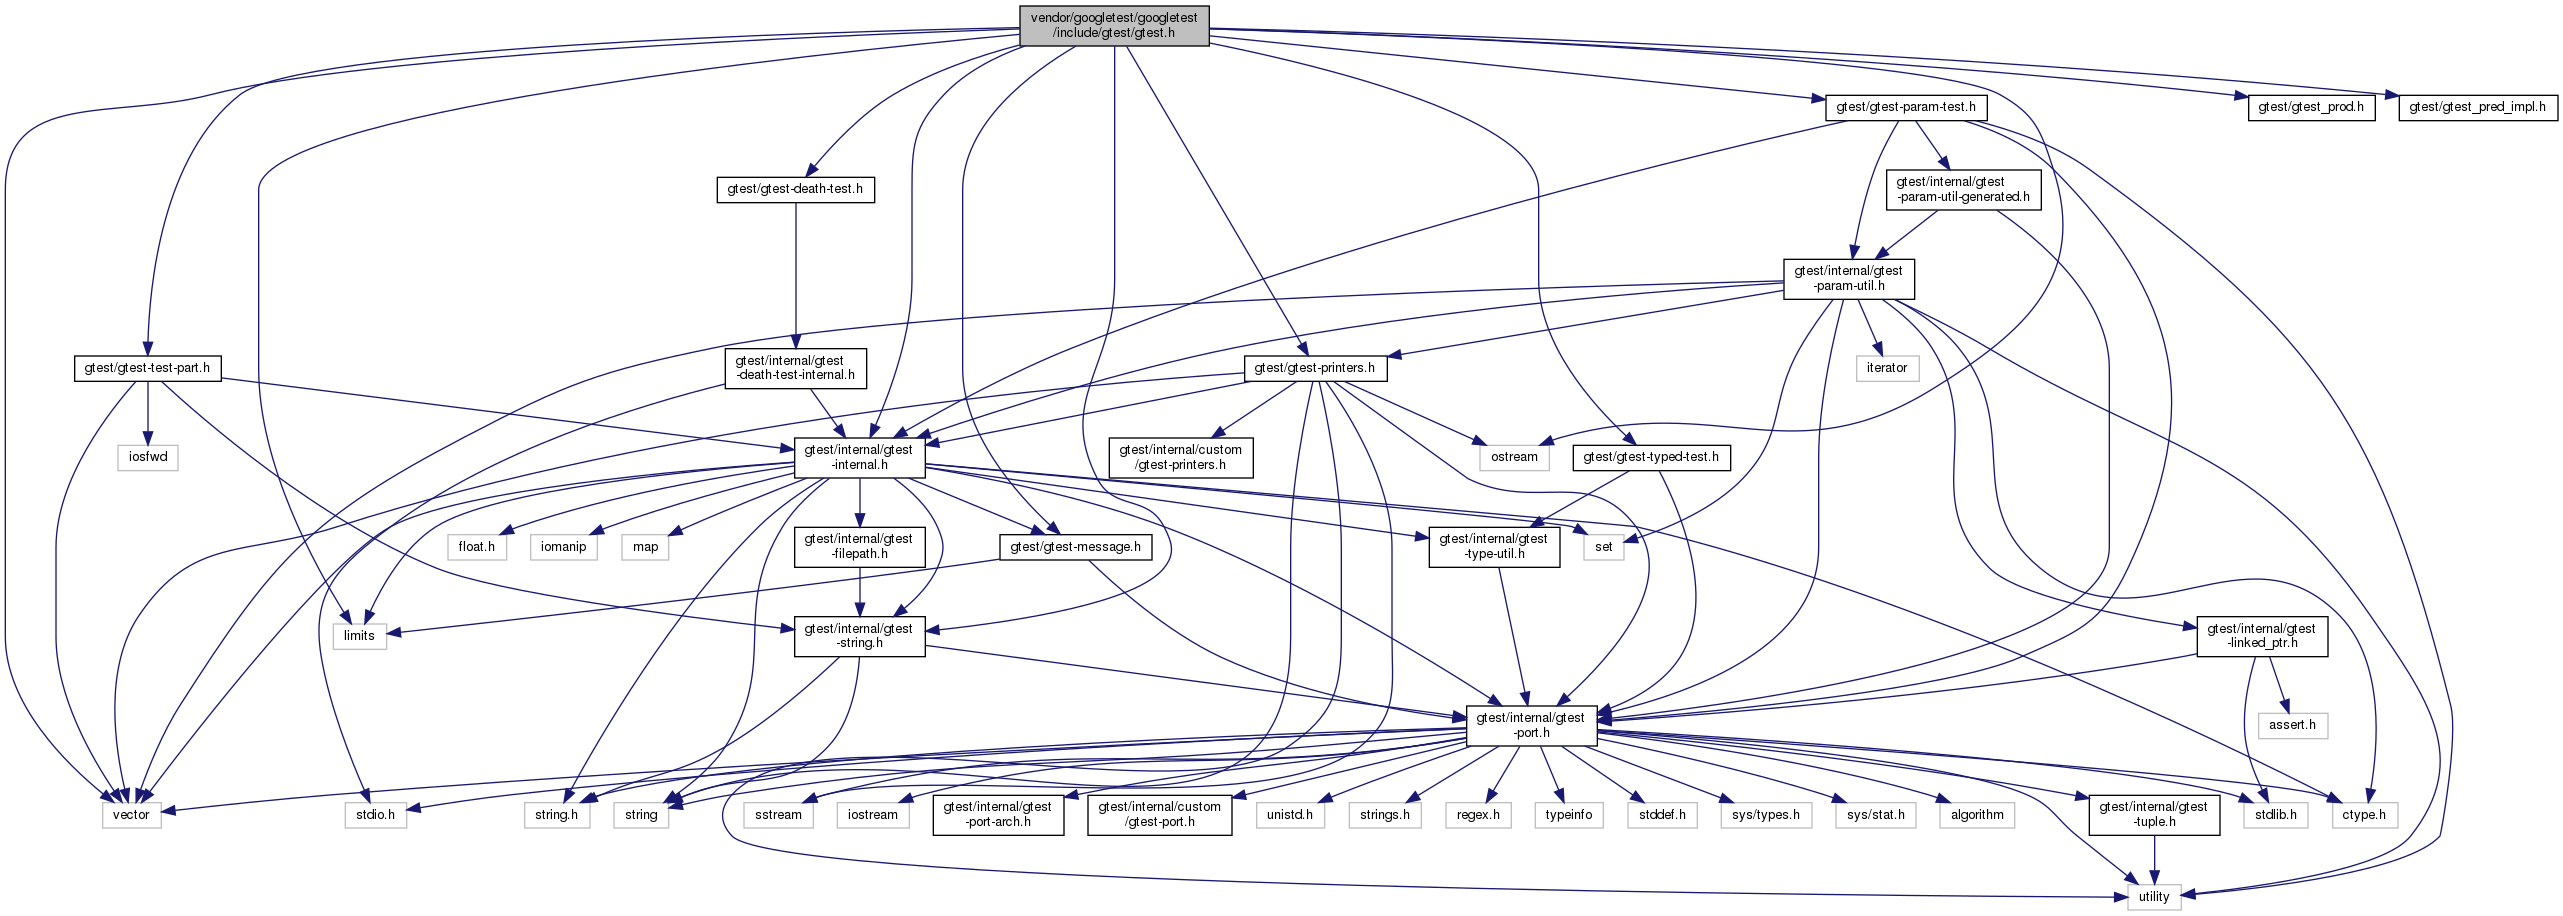 vendor/googletest/googletest
/include/gtest/gtest.h
gtest/gtest-param-test.h
gtest/gtest_prod.h
gtest/gtest_pred_impl.h
gtest/gtest-death-test.h
gtest/internal/gtest
-param-util-generated.h
gtest/internal/gtest
-param-util.h
gtest/gtest-test-part.h
gtest/internal/gtest
-death-test-internal.h
gtest/gtest-printers.h
iterator
iosfwd
gtest/internal/gtest
-internal.h
gtest/internal/custom
/gtest-printers.h
ostream
gtest/gtest-typed-test.h
float.h
iomanip
map
gtest/internal/gtest
-filepath.h
gtest/gtest-message.h
gtest/internal/gtest
-type-util.h
set
limits
gtest/internal/gtest
-string.h
gtest/internal/gtest
-linked_ptr.h
gtest/internal/gtest
-port.h
assert.h
vector
stdio.h
string.h
string
sstream
iostream
gtest/internal/gtest
-port-arch.h
gtest/internal/custom
/gtest-port.h
unistd.h
strings.h
regex.h
typeinfo
stddef.h
sys/types.h
sys/stat.h
algorithm
gtest/internal/gtest
-tuple.h
stdlib.h
ctype.h
utility